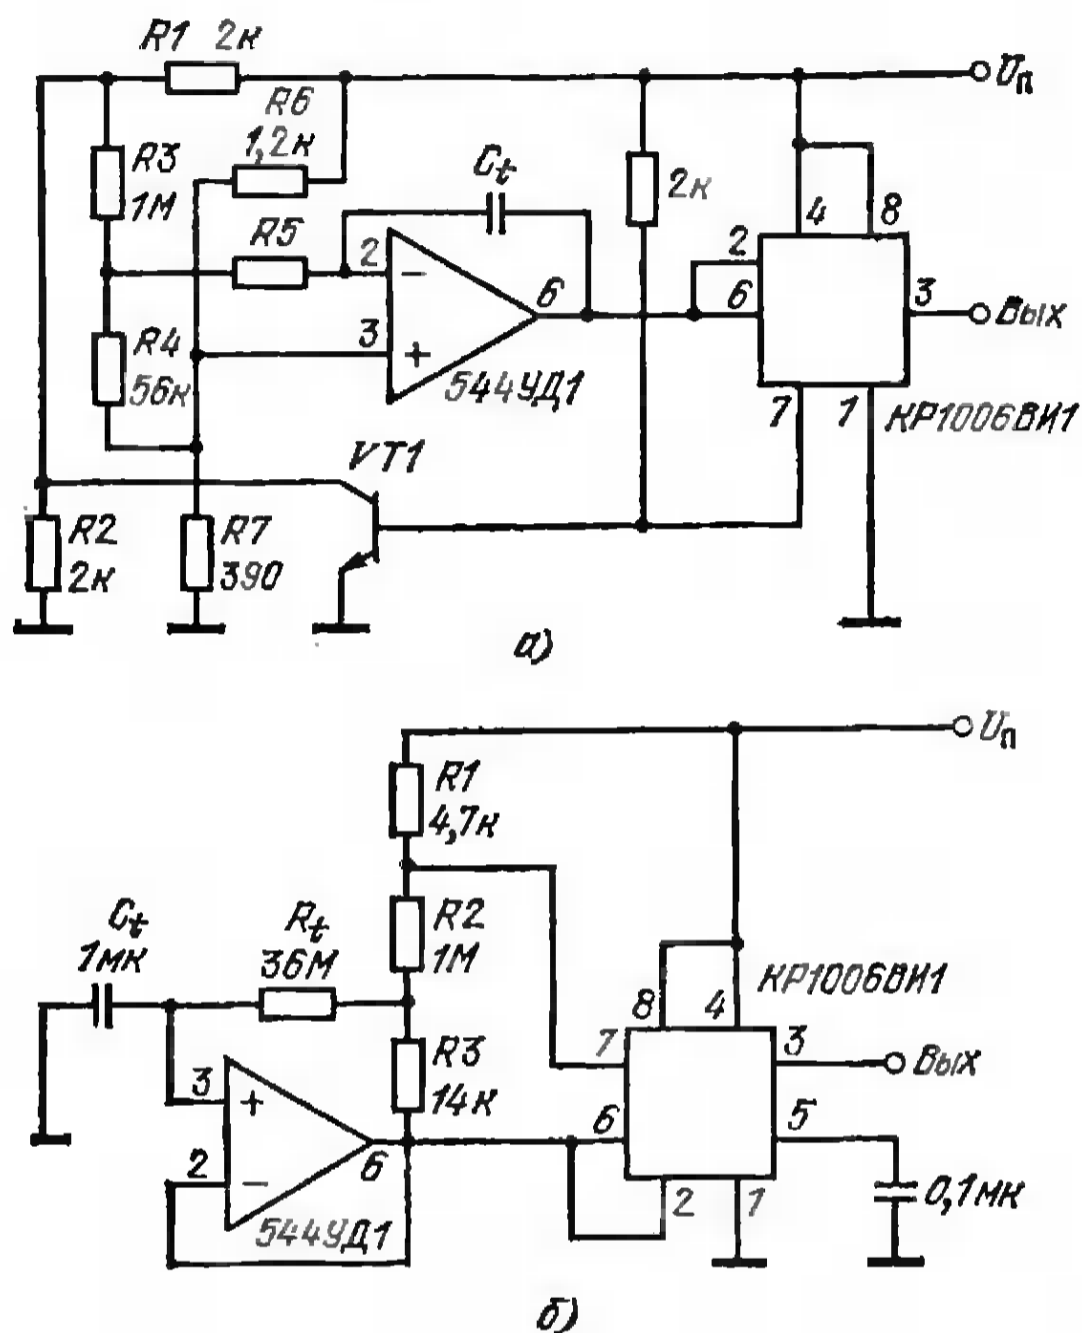 R1 2к
Uп
R6
1,2к
R3
1М
Ct
2к
4
8
R5
2
2
6
6
3
Вых
R4
56к
3
544УД1
7
1
КР1006ВИ1
VT1
R2
2к
R7
390
а)
Uп
R1
4,7к
Ct
1мк
Rt
36М
R2
1М
КР1006ВИ1
8
4
7
3
Вых
R3
14к
3
6
5
2
6
2
1
0,1мк
544УД1
б)